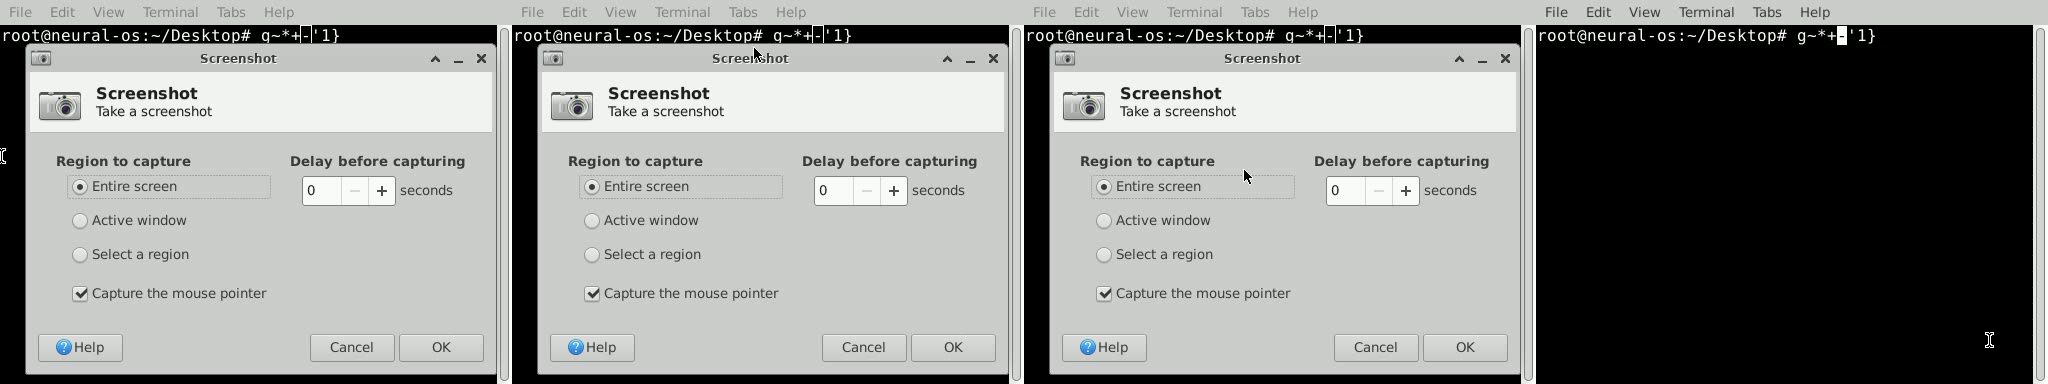 File Edit View Terminal Tabs Help
root@neural-os:~/Desktop# g~*+-'1}
Screenshot
Screenshot
Take a screenshot
Region to capture
Delay before capturing
Entire screen
0 seconds
Active window
Select a region
Capture the mouse pointer
Help
Cancel
OK
File Edit View Terminal Tabs Help
root@neural-os:~/Desktop# g~*+-'1}
Screenshot
Screenshot
Take a screenshot
Region to capture
Delay before capturing
Entire screen
0 seconds
Active window
Select a region
Capture the mouse pointer
Help
Cancel
OK
File Edit View Terminal Tabs Help
root@neural-os:~/Desktop# g~*+-'1}
Screenshot
Screenshot
Take a screenshot
Region to capture
Delay before capturing
Entire screen
0 seconds
Active window
Select a region
Capture the mouse pointer
Help
Cancel
OK
File Edit View Terminal Tabs Help
root@neural-os:~/Desktop# g~*+-'1}